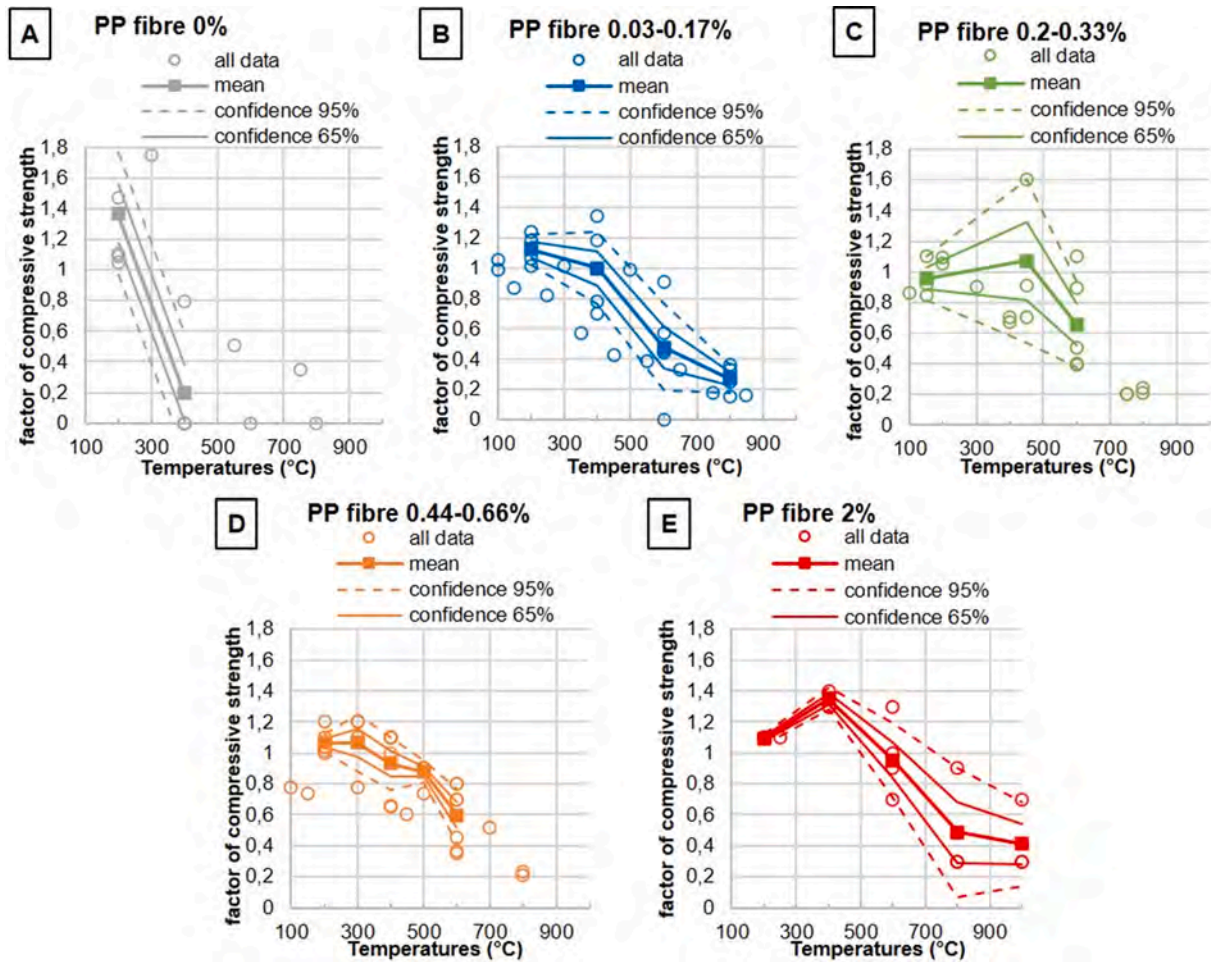 A
PP fibre 0%
all data
mean
confidence 95%
confidence 65%
factor of compressive strength
1,8
1,6
1,4
1,2
1
0,8
0,6
0,4
0,2
0
100 300 500 700 900
Temperatures (°C)
B
PP fibre 0.03-0.17%
all data
mean
confidence 95%
confidence 65%
factor of compressive strength
1,8
1,6
1,4
1,2
1
0,8
0,6
0,4
0,2
0
100 300 500 700 900
Temperatures (°C)
C
PP fibre 0.2-0.33%
all data
mean
confidence 95%
confidence 65%
factor of compressive strength
1,8
1,6
1,4
1,2
1
0,8
0,6
0,4
0,2
0
100 300 500 700 900
Temperatures (°C)
D
PP fibre 0.44-0.66%
all data
mean
confidence 95%
confidence 65%
factor of compressive strength
1,8
1,6
1,4
1,2
1
0,8
0,6
0,4
0,2
0
100 300 500 700 900
Temperatures (°C)
E
PP fibre 2%
all data
mean
confidence 95%
confidence 65%
factor of compressive strength
1,8
1,6
1,4
1,2
1
0,8
0,6
0,4
0,2
0
100 300 500 700 900
Temperatures (°C)